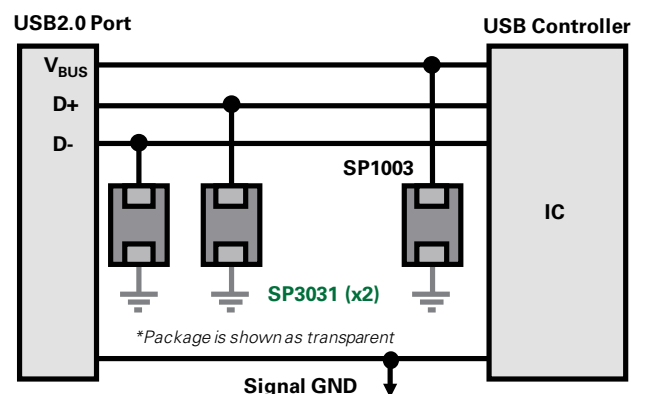 USB2.0 Port
USB Controller
VBUS
D+
D-
SP1003
IC
SP3031 (x2)
*Package is shown as transparent
Signal GND